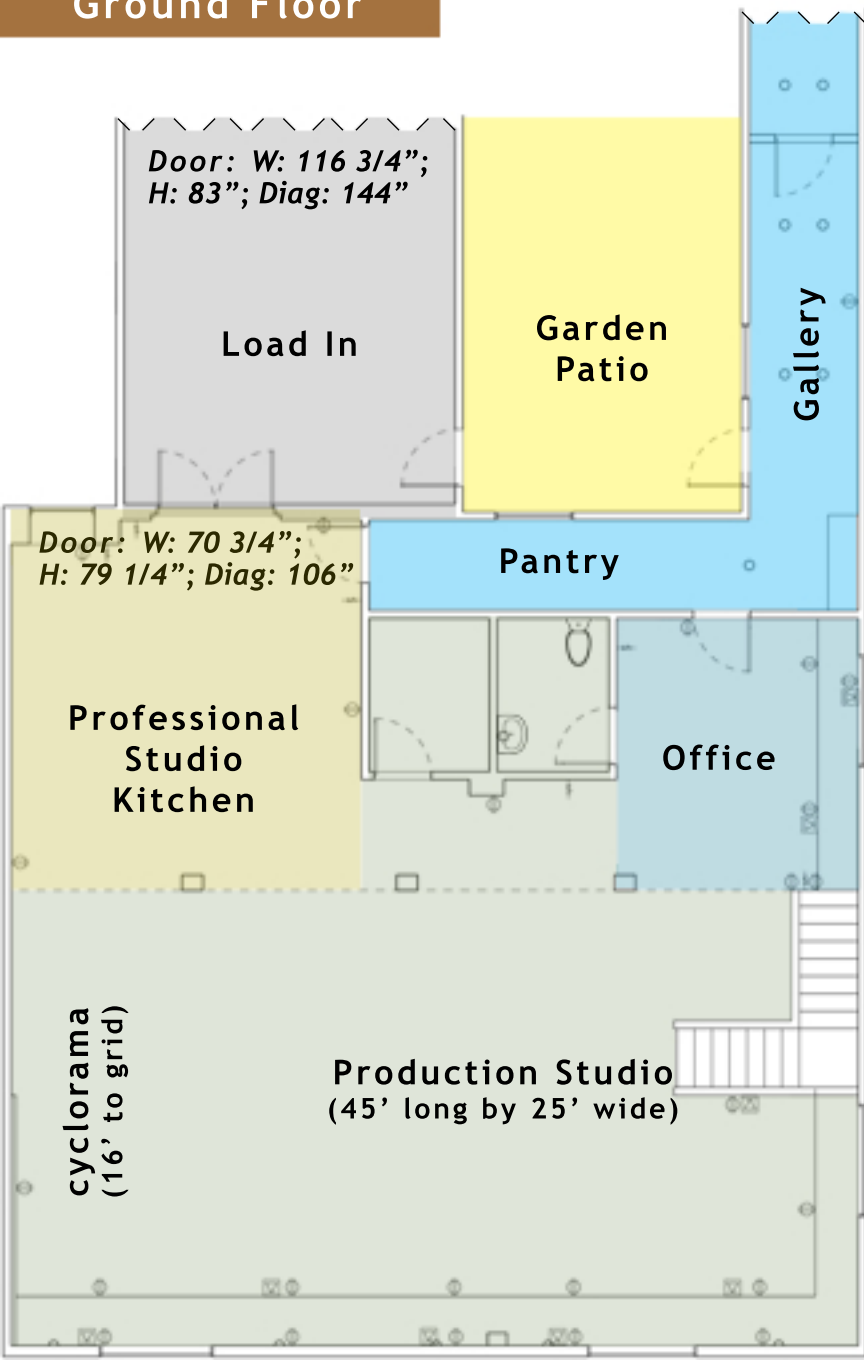 Ground Floor
Door: W: 116 3/4”;
H: 83”; Diag: 144”
Load In
Garden
Patio
Gallery
Door: W: 70 3/4”;
H: 79 1/4”; Diag: 106”
Pantry
Professional
Studio
Kitchen
Office
cyclorama
(16’ to grid)
Production Studio
(45’ long by 25’ wide)